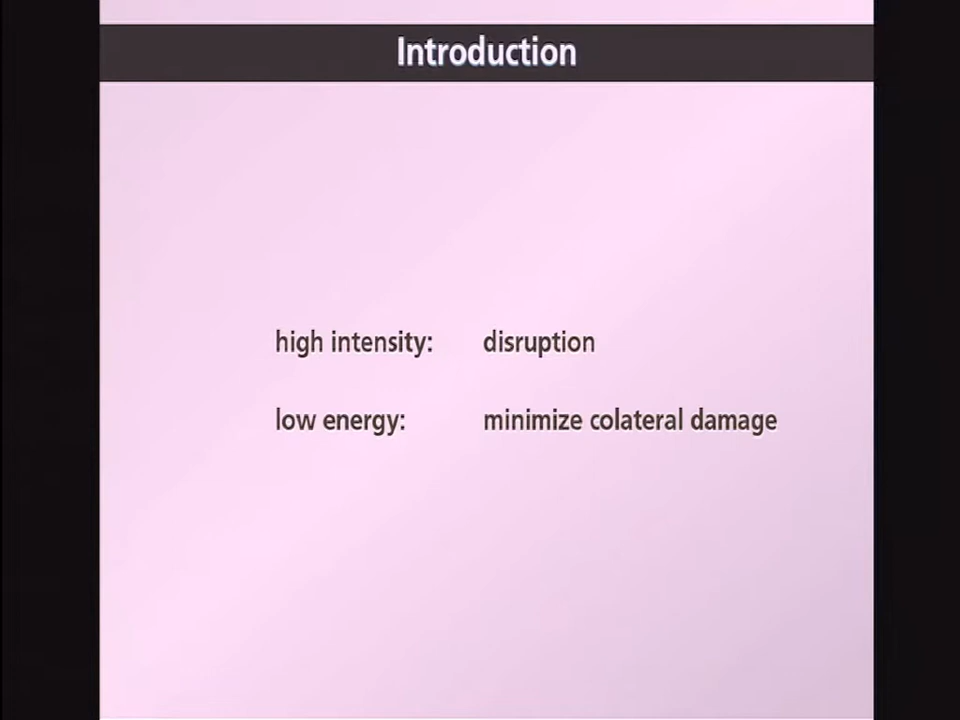 Introduction
high intensity: disruption
low energy: minimize colateral damage